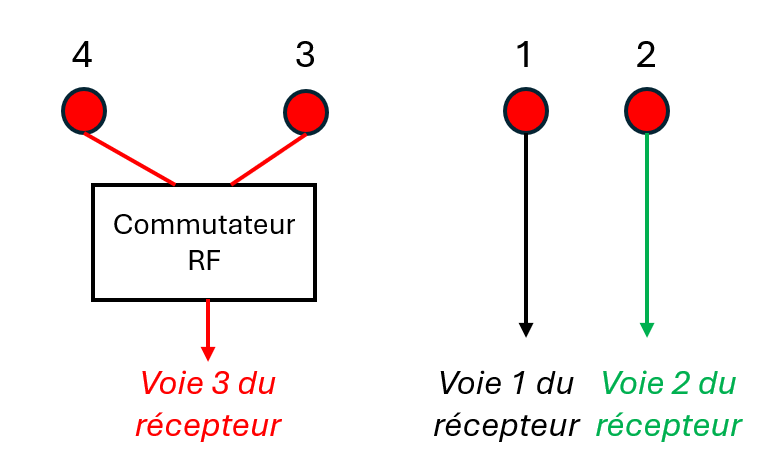 4
3
1
2
Commutateur
RF
Voie 3 du
récepteur
Voie 1 du
récepteur
Voie 2 du
récepteur